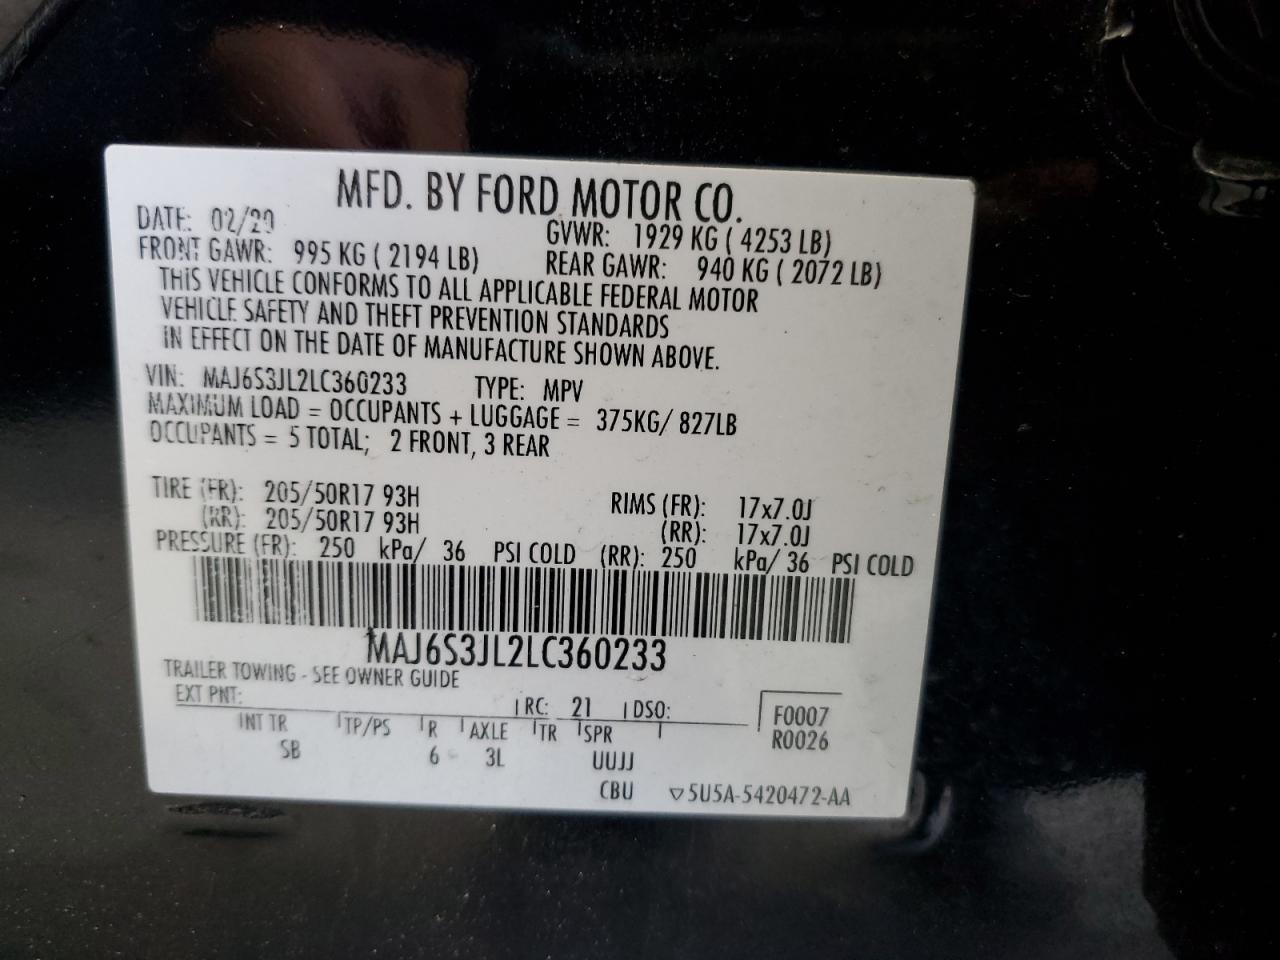 MFD. BY FORD MOTOR CO.
DATE: 02/20 GVWR: 1929 KG ( 4253 LB)
FRONT GAWR: 995 KG ( 2194 LB) REAR GAWR: 940 KG ( 2072 LB)
THIS VEHICLE CONFORMS TO ALL APPLICABLE FEDERAL MOTOR
VEHICLE SAFETY AND THEFT PREVENTION STANDARDS
IN EFFECT ON THE DATE OF MANUFACTURE SHOWN ABOVE.
VIN: MAJ6S3JL2LC360233 TYPE: MPV
MAXIMUM LOAD = OCCUPANTS + LUGGAGE = 375KG/ 827LB
OCCUPANTS = 5 TOTAL; 2 FRONT, 3 REAR
TIRE (FR): 205/50R17 93H RIMS (FR): 17x7.0J
(RR): 205/50R17 93H (RR): 17x7.0J
PRESSURE (FR): 250 kPa/ 36 PSI COLD (RR): 250 kPa/ 36 PSI COLD
MAJ6S3JL2LC360233
TRAILER TOWING - SEE OWNER GUIDE
EXT PNT: RC: 21 DSO: F0007
INT TR TP/PS R AXLE TR SPR R0026
SB 6 3L UUJJ
CBU ▽5U5A-5420472-AA